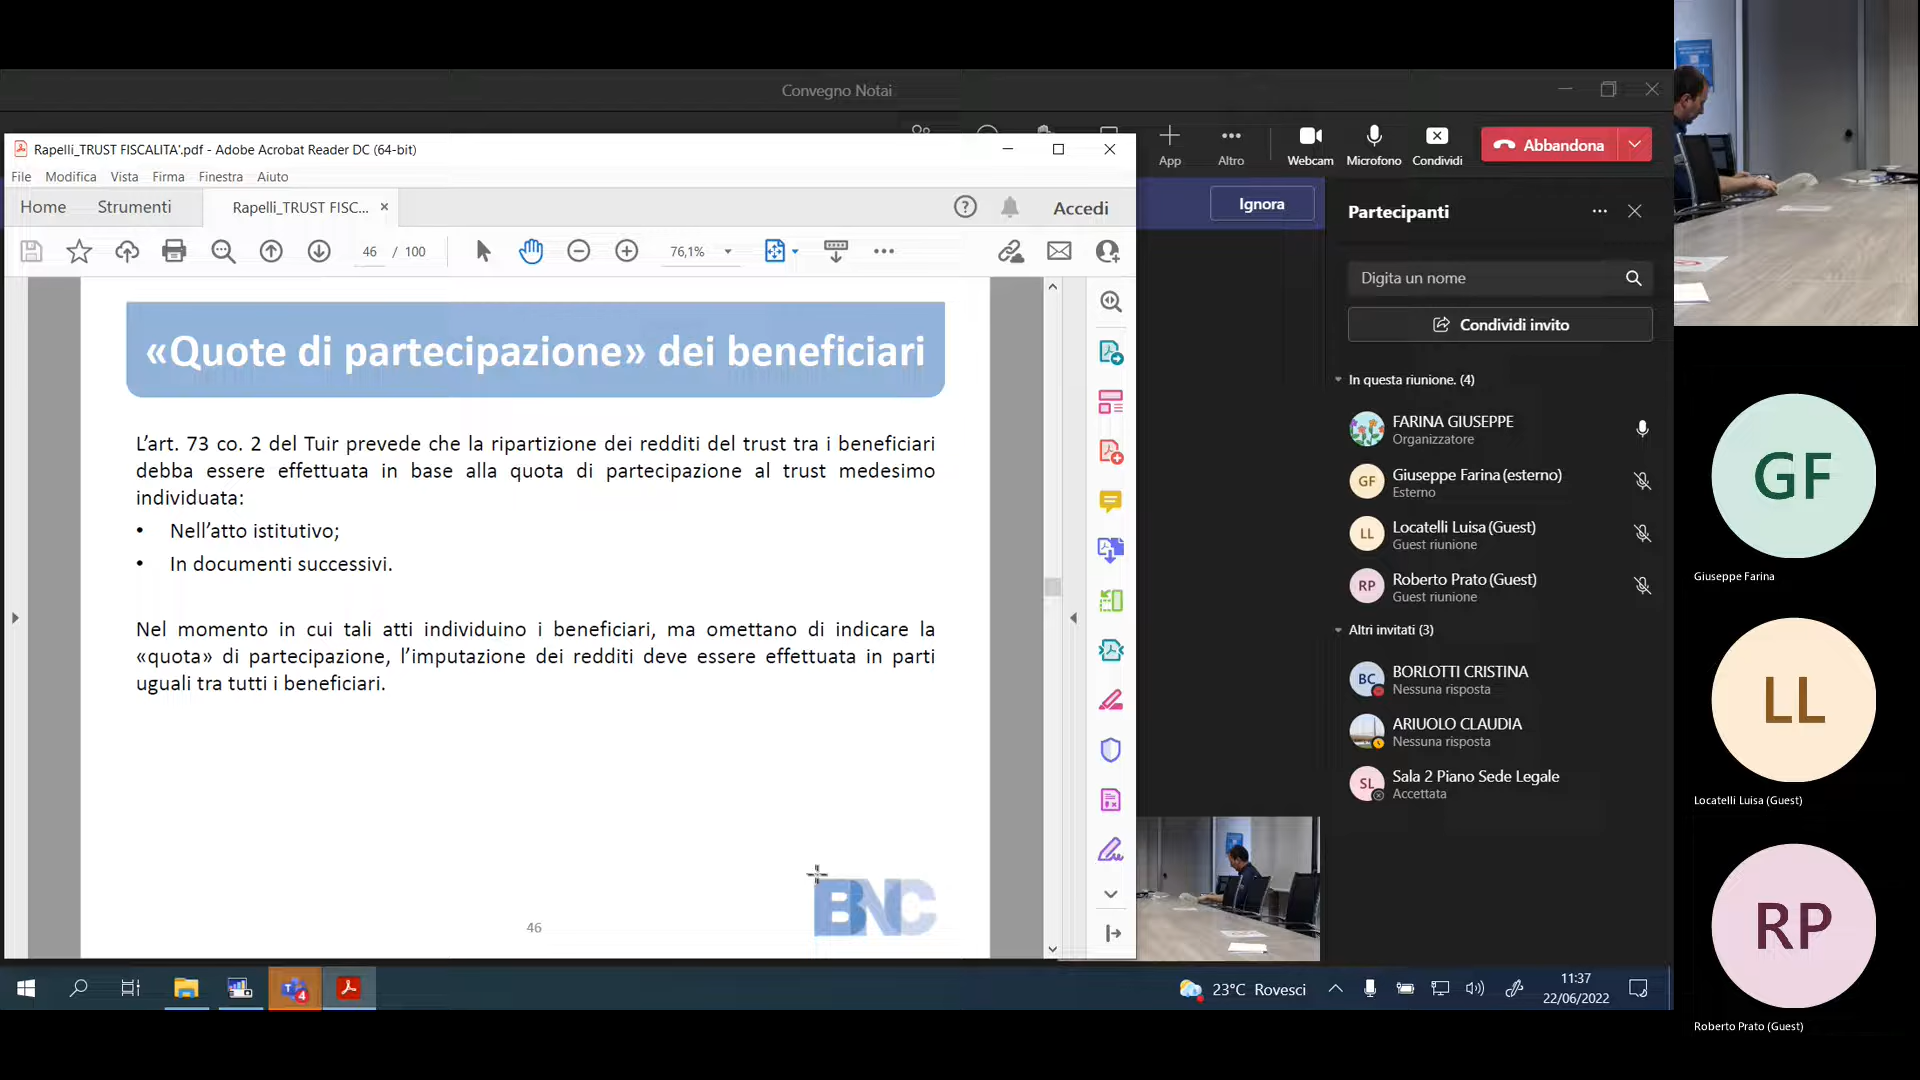 Convegno Notai
App
Altro
Webcam
Microfono
Condividi
Abbandona
Rapelli_TRUST FISCALITA'.pdf - Adobe Acrobat Reader DC (64-bit)
File Modifica Vista Firma Finestra Aiuto
Home Strumenti Rapelli_TRUST FISC... Accedi
46 / 100 76,1%
Ignora
«Quote di partecipazione» dei beneficiari
L’art. 73 co. 2 del Tuir prevede che la ripartizione dei redditi del trust tra i beneficiari
debba essere effettuata in base alla quota di partecipazione al trust medesimo
individuata:
• Nell’atto istitutivo;
• In documenti successivi.
Nel momento in cui tali atti individuino i beneficiari, ma omettano di indicare la
«quota» di partecipazione, l’imputazione dei redditi deve essere effettuata in parti
uguali tra tutti i beneficiari.
46
BNC
Partecipanti
Digita un nome
Condividi invito
In questa riunione. (4)
FARINA GIUSEPPE
Organizzatore
GF
Giuseppe Farina (esterno)
Esterno
LL
Locatelli Luisa (Guest)
Guest riunione
RP
Roberto Prato (Guest)
Guest riunione
Altri invitati (3)
BC
BORLOTTI CRISTINA
Nessuna risposta
ARIUOLO CLAUDIA
Nessuna risposta
SL
Sala 2 Piano Sede Legale
Accettata
GF
Giuseppe Farina
LL
Locatelli Luisa (Guest)
RP
Roberto Prato (Guest)
4
23°C Rovesci
11:37
22/06/2022